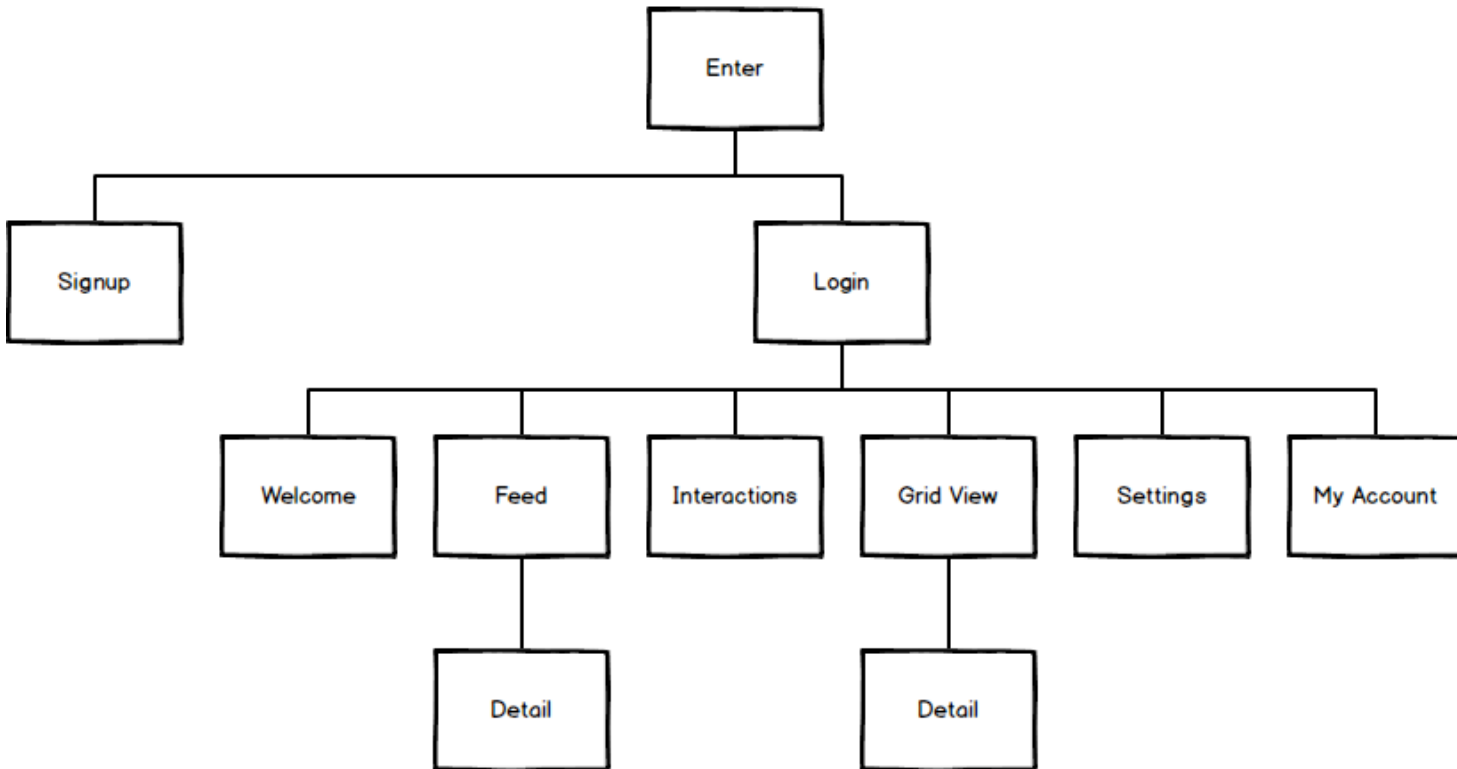 Enter
Signup
Login
Welcome
Feed
Interactions
Grid View
Settings
My Account
Detail
Detail